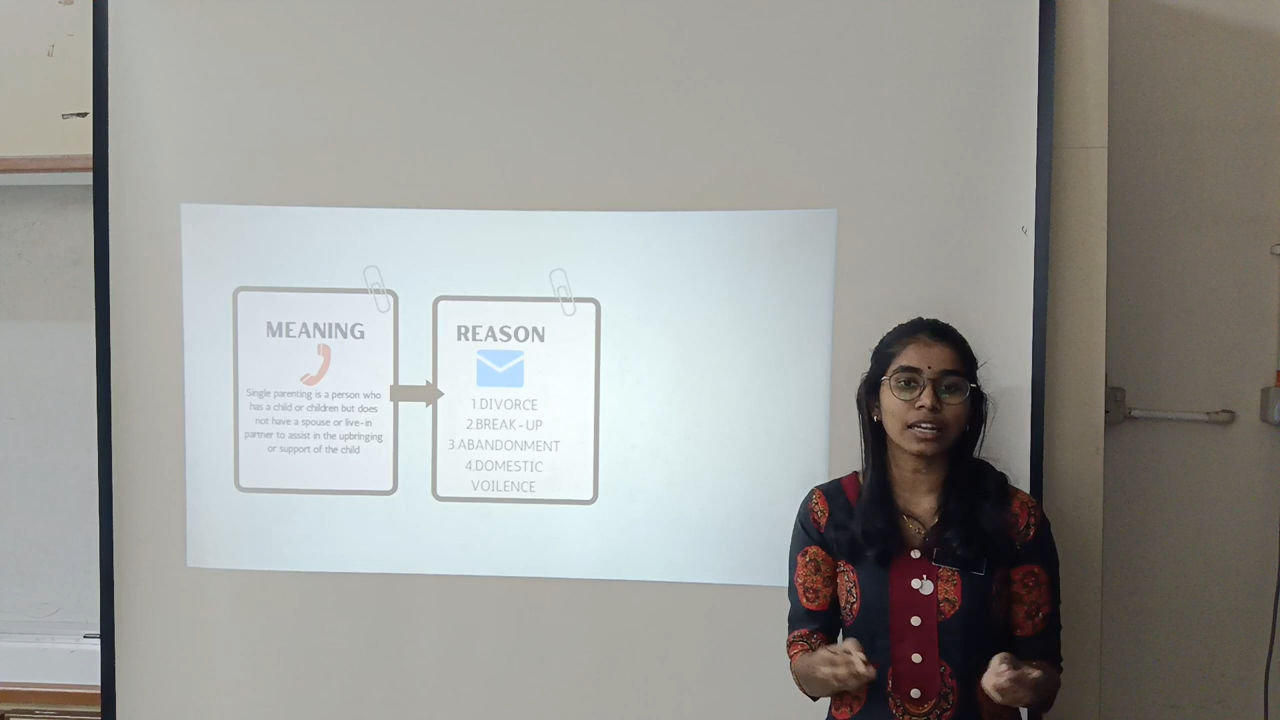 MEANING
Single parenting is a person who
has a child or children but does
not have a spouse or live-in
partner to assist in the upbringing
or support of the child
REASON
1.DIVORCE
2.BREAK-UP
3.ABANDONMENT
4.DOMESTIC
VOILENCE